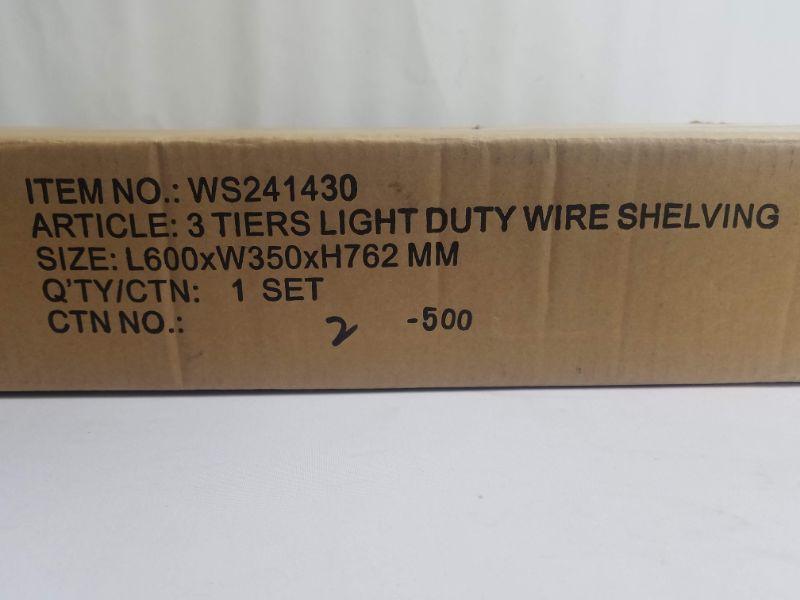 ITEM NO.: WS241430
ARTICLE: 3 TIERS LIGHT DUTY WIRE SHELVING
SIZE: L600xW350xH762 MM
Q'TY/CTN: 1 SET
CTN NO.: 2 -500